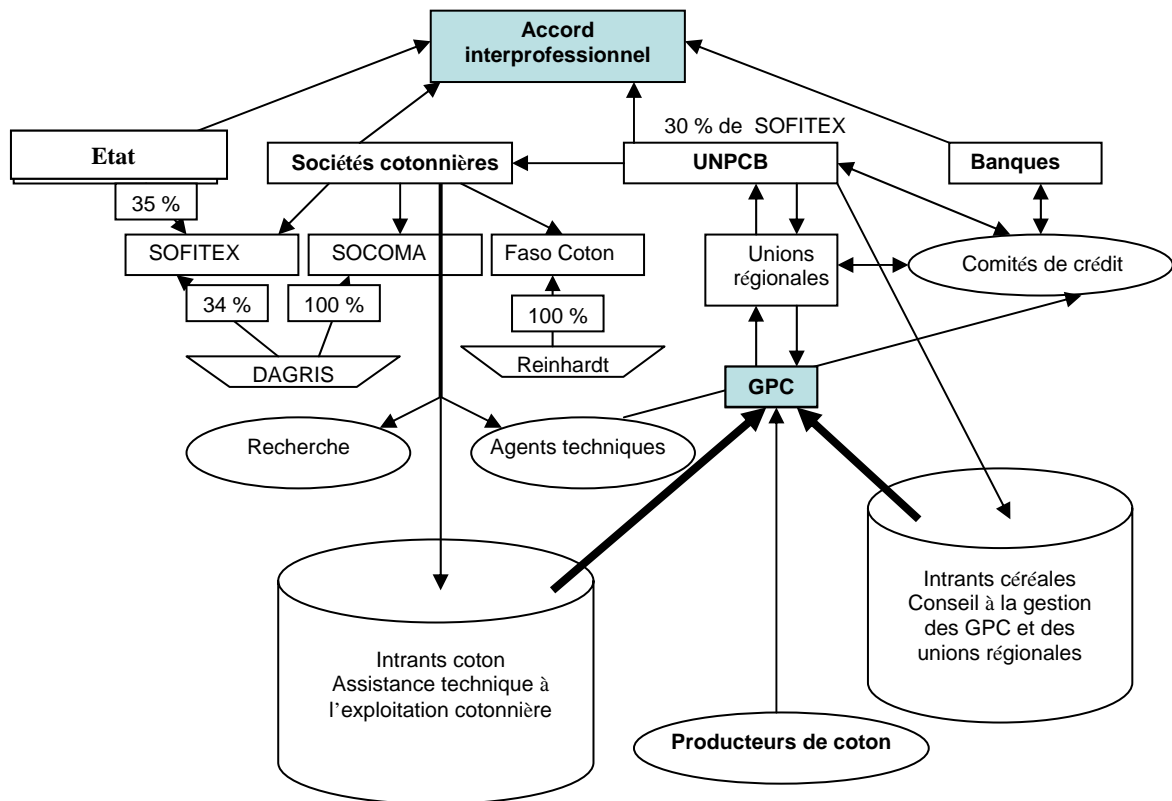 Accord
interprofessionnel
30 % de SOFITEX
Etat
Sociétés cotonnières
UNPCB
Banques
35 %
SOFITEX
SOCOMA
Faso Coton
Unions
régionales
Comités de crédit
34 %
100 %
100 %
DAGRIS
Reinhardt
GPC
Recherche
Agents techniques
Intrants coton
Assistance technique à
l’exploitation cotonnière
Intrants céréales
Conseil à la gestion
des GPC et des
unions régionales
Producteurs de coton